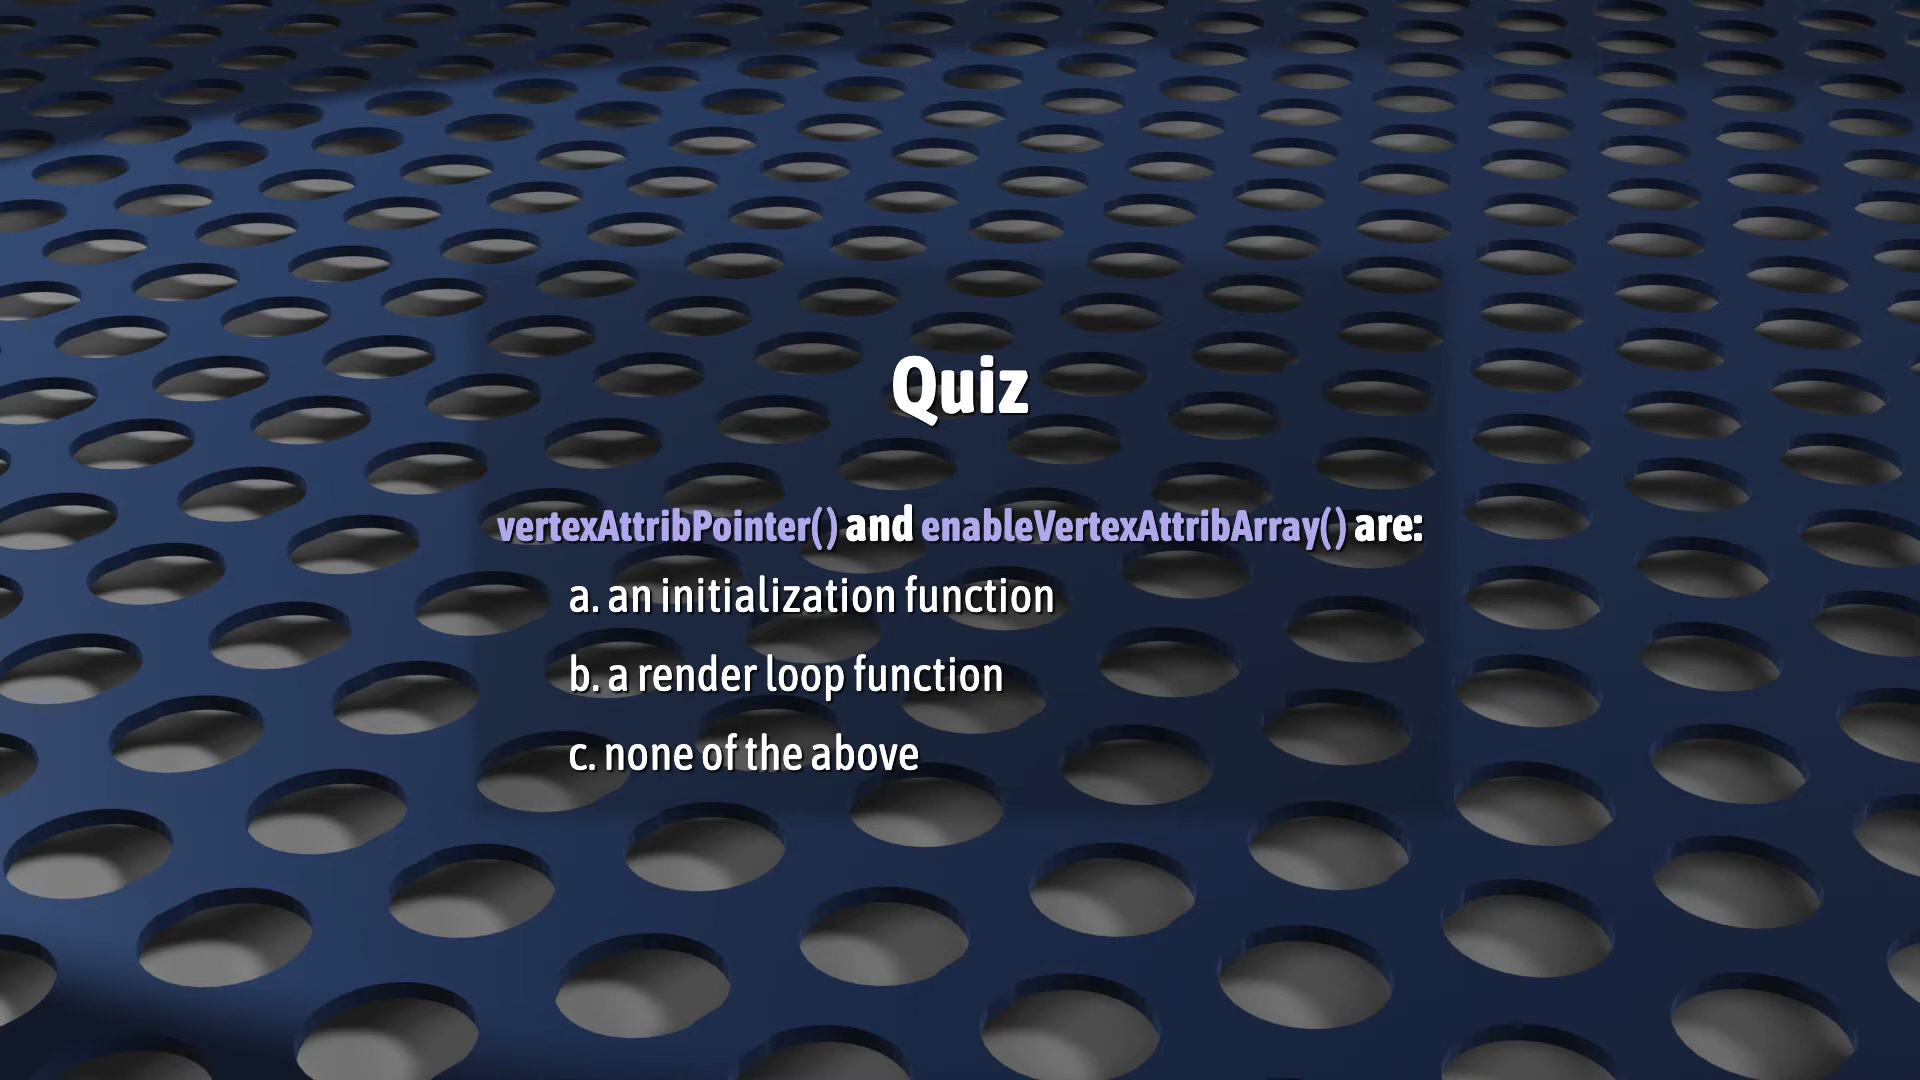 Quiz
vertexAttribPointer() and enableVertexAttribArray() are:
a. an initialization function
b. a render loop function
c. none of the above